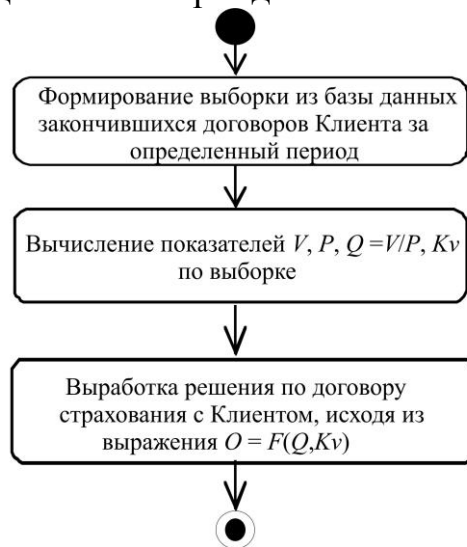 Формирование выборки из базы данных
закончившихся договоров Клиента за
определенный период
Вычисление показателей V, P, Q =V/P, Kv
по выборке
Выработка решения по договору
страхования с Клиентом, исходя из
выражения O = F(Q,Kv)